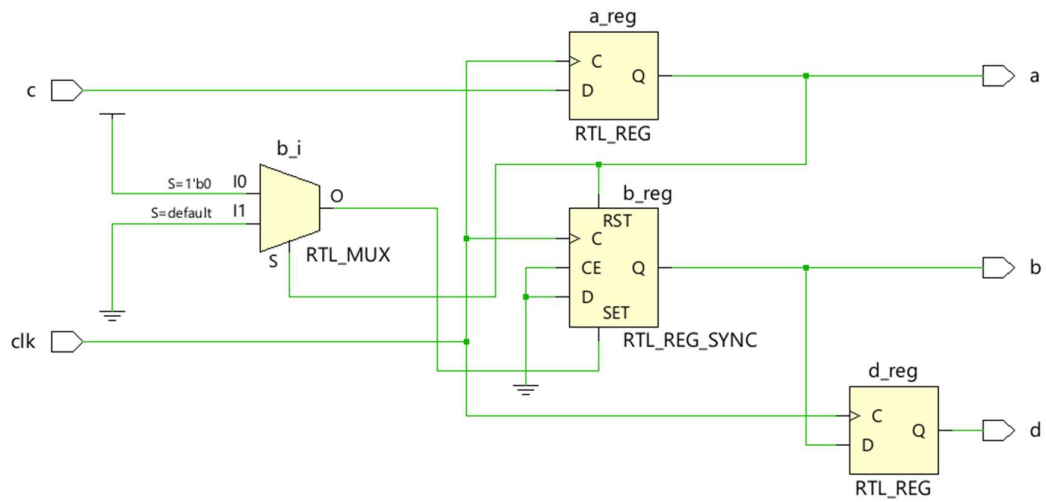 a_reg
C
Q
D
RTL_REG
c
a
b_i
S=1'b0
I0
O
S=default
I1
S
RTL_MUX
b_reg
RST
C
CE
Q
D
SET
RTL_REG_SYNC
b
clk
d_reg
C
Q
D
RTL_REG
d